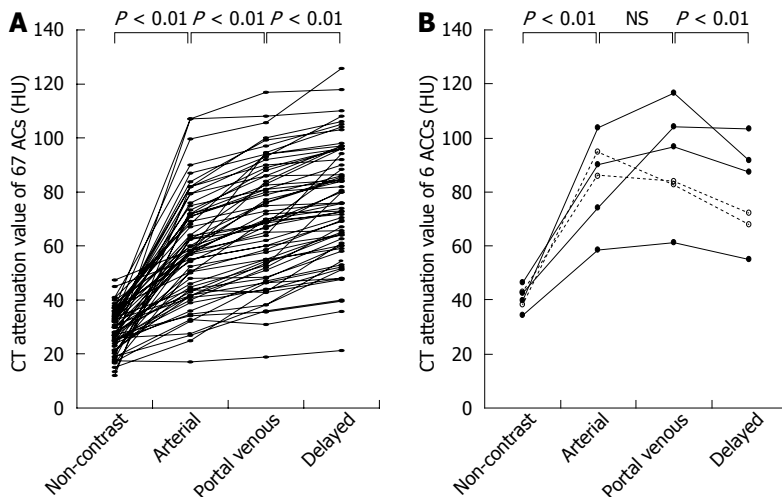 A
P < 0.01 P < 0.01 P < 0.01
CT attenuation value of 67 ACs (HU)
140
120
100
80
60
40
20
0
Non-contrast
Arterial
Portal venous
Delayed
B
P < 0.01 NS P < 0.01
CT attenuation value of 6 ACCs (HU)
140
120
100
80
60
40
20
0
Non-contrast
Arterial
Portal venous
Delayed